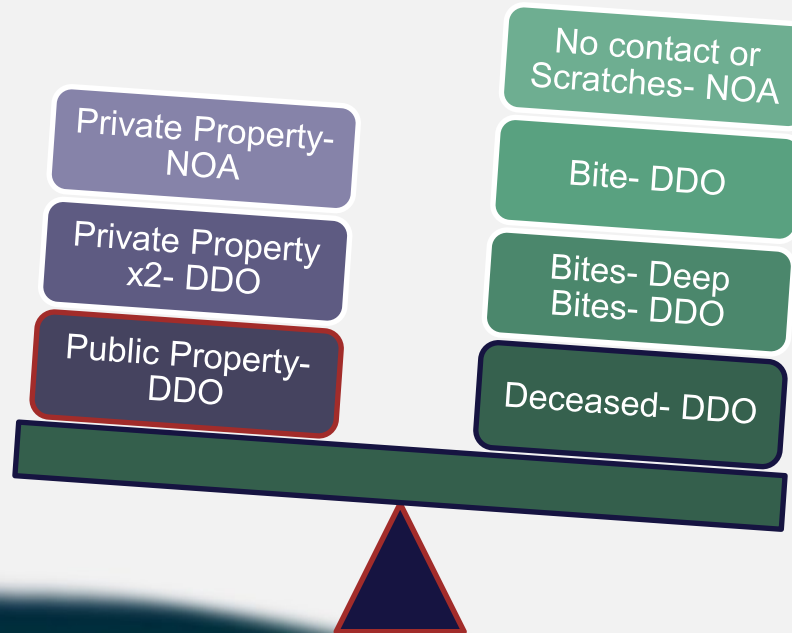 Private Property-
NOA
Private Property
x2- DDO
Public Property-
DDO
No contact or
Scratches- NOA
Bite- DDO
Bites- Deep
Bites- DDO
Deceased- DDO